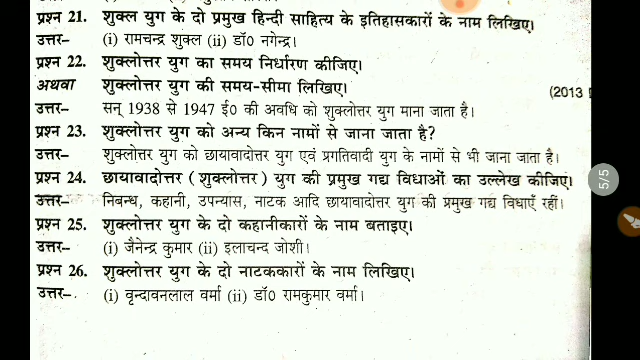 प्रश्न 21. शुक्ल युग के दो प्रमुख हिन्दी साहित्य के इतिहासकारों के नाम लिखिए।
उत्तर– (i) रामचन्द्र शुक्ल (ii) डॉ0 नगेन्द्र।
प्रश्न 22. शुक्लोत्तर युग का समय निर्धारण कीजिए।
अथवा शुक्लोत्तर युग की समय-सीमा लिखिए।
(2013
उत्तर– सन् 1938 से 1947 ई0 की अवधि को शुक्लोत्तर युग माना जाता है।
प्रश्न 23. शुक्लोत्तर युग को अन्य किन नामों से जाना जाता है?
उत्तर– शुक्लोत्तर युग को छायावादोत्तर युग एवं प्रगतिवादी युग के नामों से भी जाना जाता है।
प्रश्न 24. छायावादोत्तर (शुक्लोत्तर) युग की प्रमुख गद्य विधाओं का उल्लेख कीजिए।
उत्तर– निबन्ध, कहानी, उपन्यास, नाटक आदि छायावादोत्तर युग की प्रमुख गद्य विधाएँ रहीं।
प्रश्न 25. शुक्लोत्तर युग के दो कहानीकारों के नाम बताइए।
उत्तर– (i) जैनेन्द्र कुमार (ii) इलाचन्द जोशी।
प्रश्न 26. शुक्लोत्तर युग के दो नाटककारों के नाम लिखिए।
उत्तर– (i) वृन्दावनलाल वर्मा (ii) डॉ0 रामकुमार वर्मा।
5/5